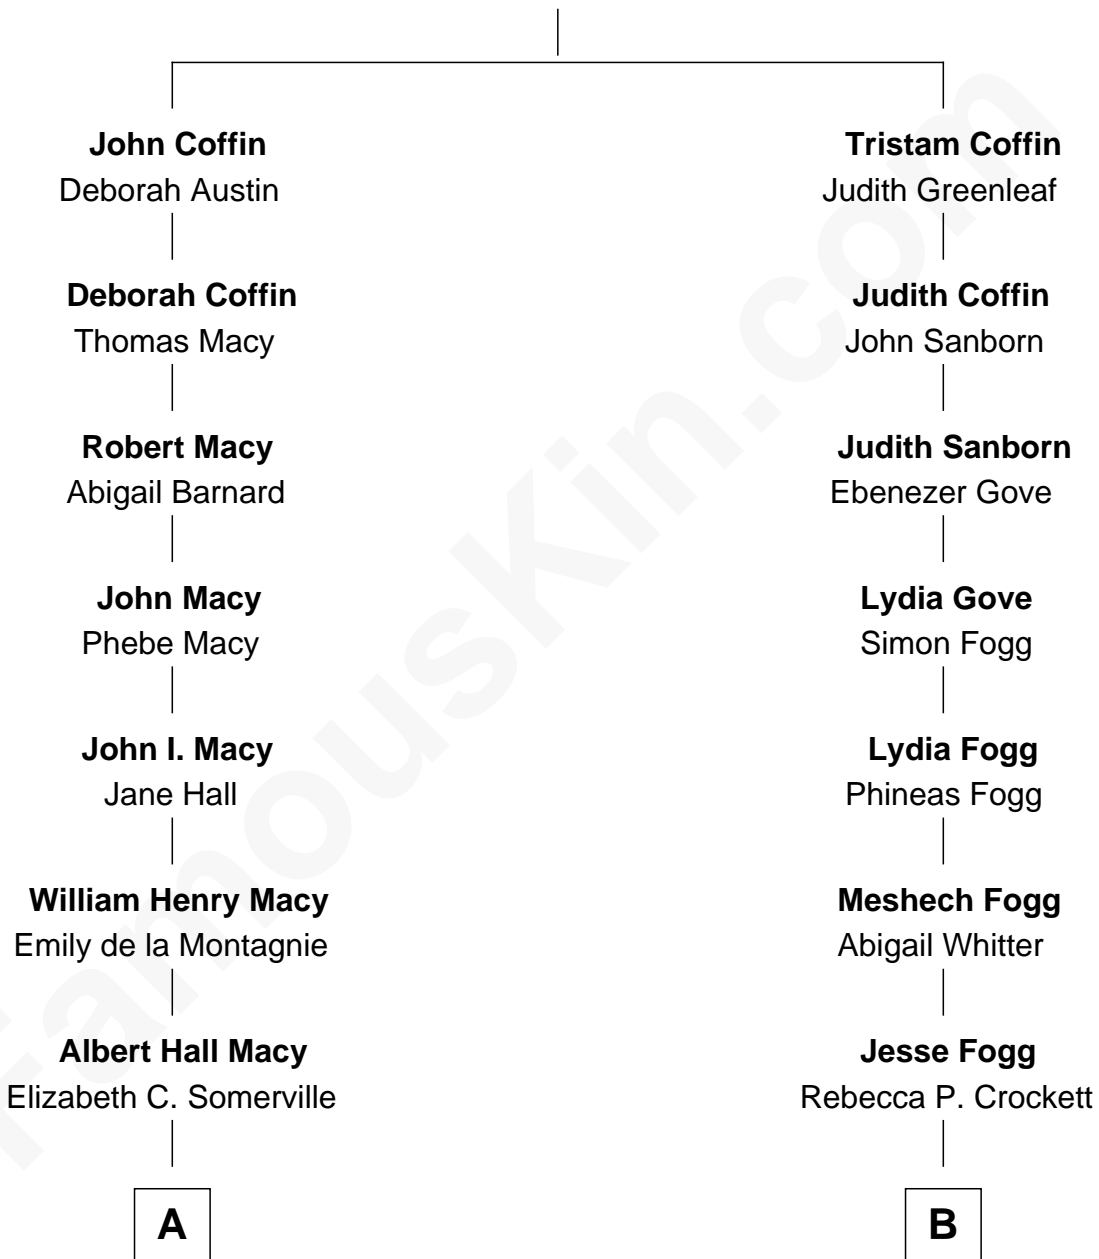 John Coffin
Deborah Austin
Deborah Coffin
Thomas Macy
Robert Macy
Abigail Barnard
John Macy
Phebe Macy
John I. Macy
Jane Hall
William Henry Macy
Emily de la Montagnie
Albert Hall Macy
Elizabeth C. Somerville
A
Tristam Coffin
Judith Greenleaf
Judith Coffin
John Sanborn
Judith Sanborn
Ebenezer Gove
Lydia Gove
Simon Fogg
Lydia Fogg
Phineas Fogg
Meshech Fogg
Abigail Whitter
Jesse Fogg
Rebecca P. Crockett
B
FamousKin.com